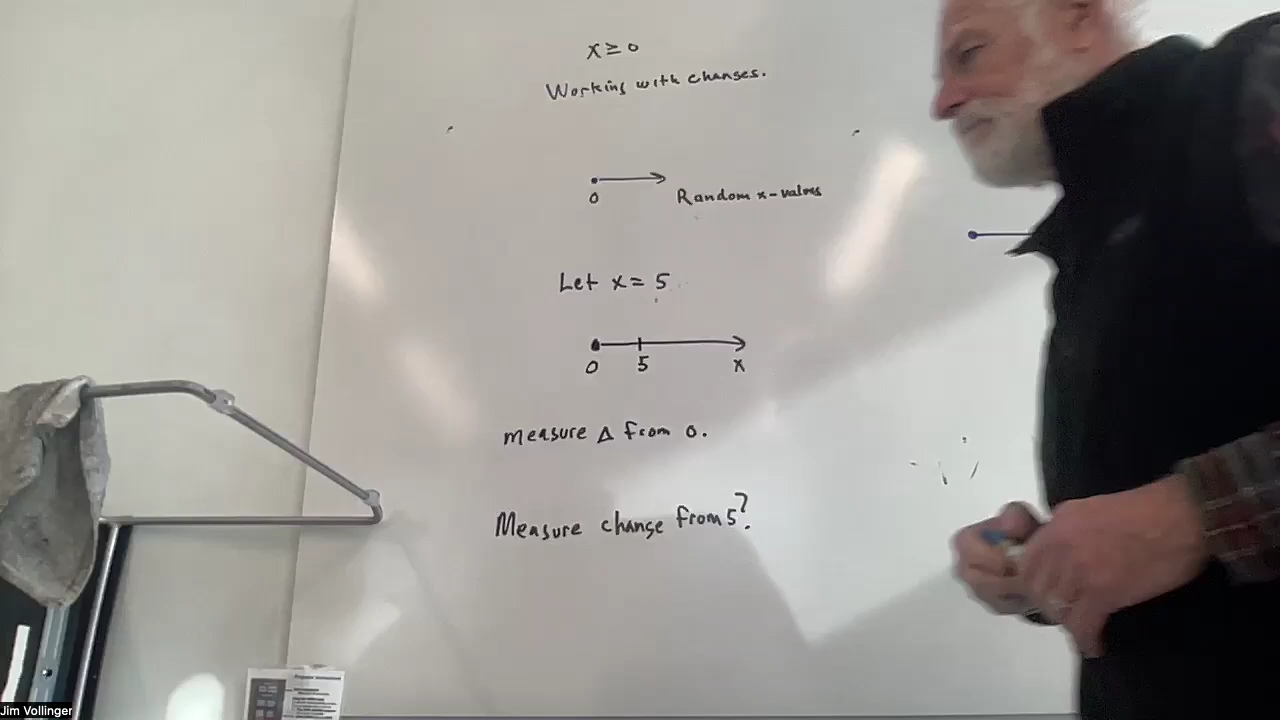 x ≥ 0
Working with changes.
0
Random x-values
Let x = 5
0 5 x
measure Δ from 0.
Measure change from 5?
Jim Vollinger